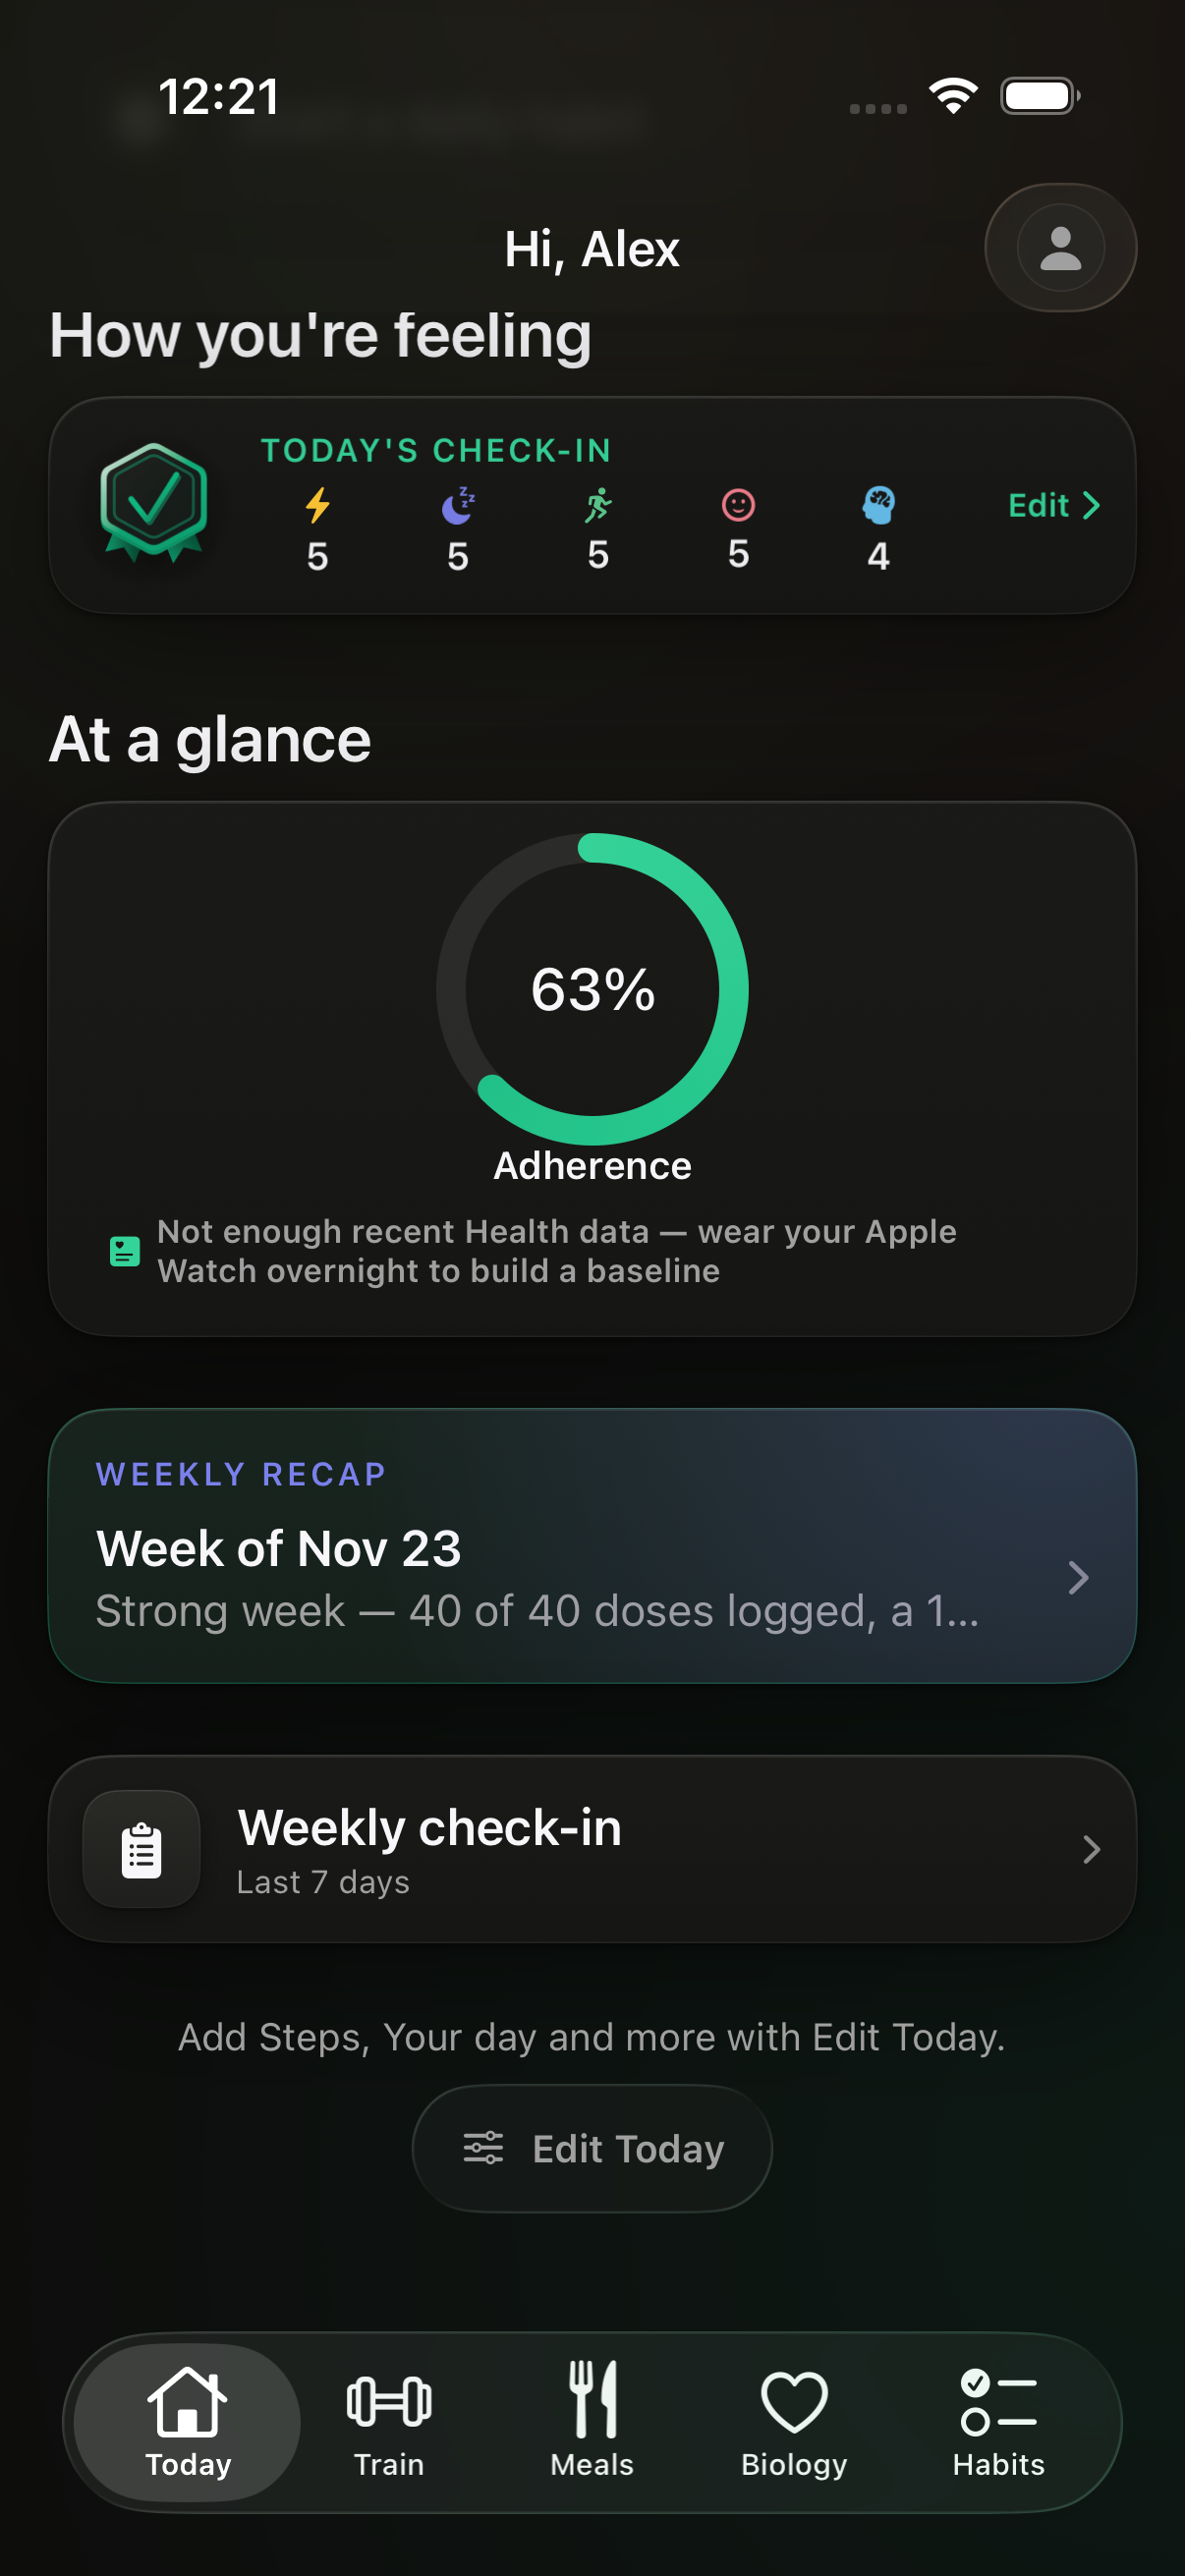 12:21
Hi, Alex
How you're feeling
TODAY'S CHECK-IN
5 5 5 5 4
Edit
At a glance
63%
Adherence
Not enough recent Health data — wear your Apple
Watch overnight to build a baseline
WEEKLY RECAP
Week of Nov 23
Strong week — 40 of 40 doses logged, a 1...
Weekly check-in
Last 7 days
Add Steps, Your day and more with Edit Today.
Edit Today
Today Train Meals Biology Habits